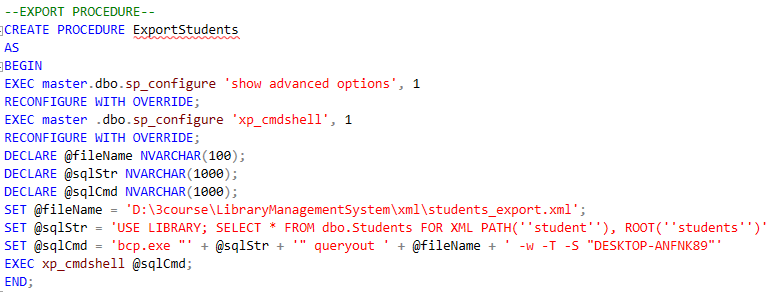 --EXPORT PROCEDURE--
CREATE PROCEDURE ExportStudents
AS
BEGIN
EXEC master.dbo.sp_configure 'show advanced options', 1
RECONFIGURE WITH OVERRIDE;
EXEC master .dbo.sp_configure 'xp_cmdshell', 1
RECONFIGURE WITH OVERRIDE;
DECLARE @fileName NVARCHAR(100);
DECLARE @sqlStr NVARCHAR(1000);
DECLARE @sqlCmd NVARCHAR(1000);
SET @fileName = 'D:\3course\LibraryManagementSystem\xml\students_export.xml';
SET @sqlStr = 'USE LIBRARY; SELECT * FROM dbo.Students FOR XML PATH(''student''), ROOT(''students'')'
SET @sqlCmd = 'bcp.exe "' + @sqlStr + '" queryout ' + @fileName + ' -w -T -S "DESKTOP-ANFNK89"'
EXEC xp_cmdshell @sqlCmd;
END;